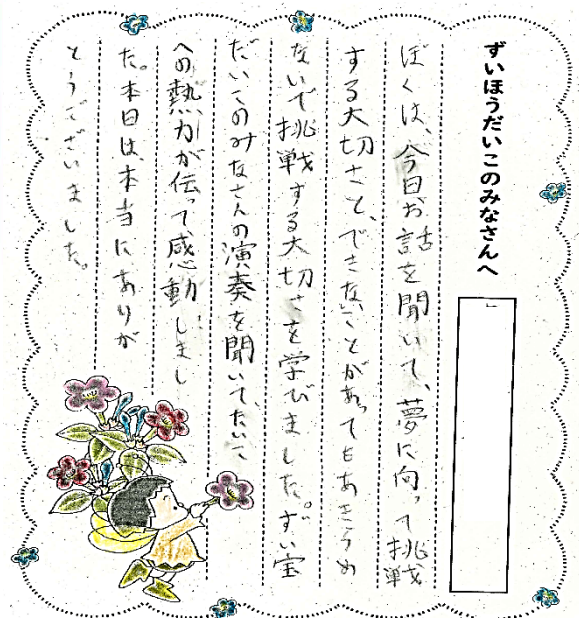 ずいほうだいこのみなさんへ
ぼくは、今日お話を聞いて、夢に向って挑戦
する大切さと、できないことがあってもあきらめ
ないで挑戦する大切さを学びました。ずい宝
だいこのみなさんの演奏を聞いて、たいこ
への熱力が伝って感動しまし
た。本日は、本当にありが
とうございました。